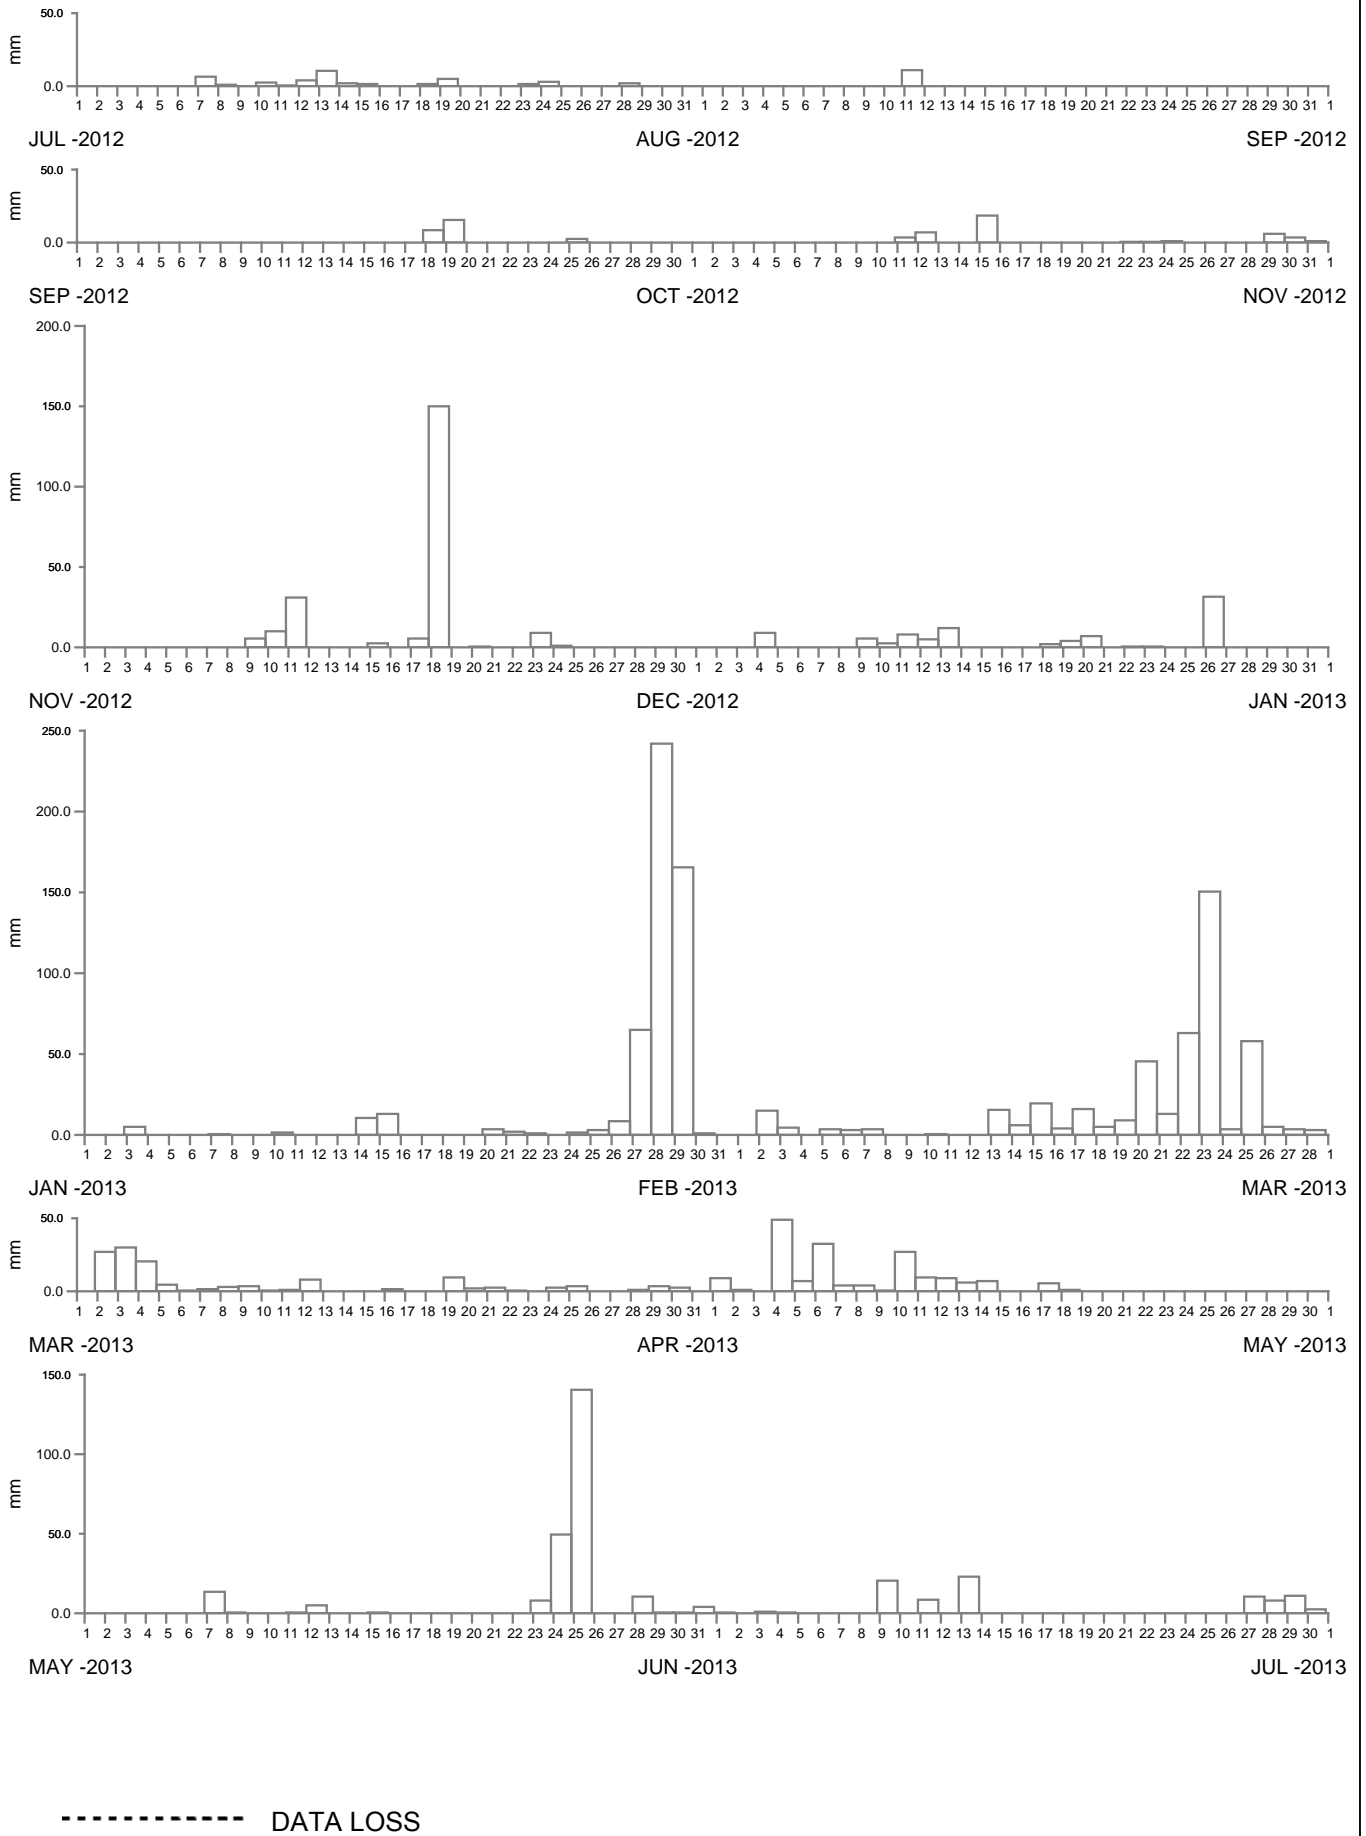 50.0
mm
0.0
1 2 3 4 5 6 7 8 9 10 11 12 13 14 15 16 17 18 19 20 21 22 23 24 25 26 27 28 29 30 31 1 2 3 4 5 6 7 8 9 10 11 12 13 14 15 16 17 18 19 20 21 22 23 24 25 26 27 28 29 30 31 1
JUL -2012 AUG -2012 SEP -2012
50.0
mm
0.0
1 2 3 4 5 6 7 8 9 10 11 12 13 14 15 16 17 18 19 20 21 22 23 24 25 26 27 28 29 30 1 2 3 4 5 6 7 8 9 10 11 12 13 14 15 16 17 18 19 20 21 22 23 24 25 26 27 28 29 30 31 1
SEP -2012 OCT -2012 NOV -2012
200.0
150.0
100.0
mm
50.0
0.0
1 2 3 4 5 6 7 8 9 10 11 12 13 14 15 16 17 18 19 20 21 22 23 24 25 26 27 28 29 30 1 2 3 4 5 6 7 8 9 10 11 12 13 14 15 16 17 18 19 20 21 22 23 24 25 26 27 28 29 30 31 1
NOV -2012 DEC -2012 JAN -2013
250.0
200.0
150.0
mm
100.0
50.0
0.0
1 2 3 4 5 6 7 8 9 10 11 12 13 14 15 16 17 18 19 20 21 22 23 24 25 26 27 28 29 30 31 1 2 3 4 5 6 7 8 9 10 11 12 13 14 15 16 17 18 19 20 21 22 23 24 25 26 27 28 1
JAN -2013 FEB -2013 MAR -2013
50.0
mm
0.0
1 2 3 4 5 6 7 8 9 10 11 12 13 14 15 16 17 18 19 20 21 22 23 24 25 26 27 28 29 30 31 1 2 3 4 5 6 7 8 9 10 11 12 13 14 15 16 17 18 19 20 21 22 23 24 25 26 27 28 29 30 1
MAR -2013 APR -2013 MAY -2013
150.0
100.0
mm
50.0
0.0
1 2 3 4 5 6 7 8 9 10 11 12 13 14 15 16 17 18 19 20 21 22 23 24 25 26 27 28 29 30 31 1 2 3 4 5 6 7 8 9 10 11 12 13 14 15 16 17 18 19 20 21 22 23 24 25 26 27 28 29 30 1
MAY -2013 JUN -2013 JUL -2013
DATA LOSS